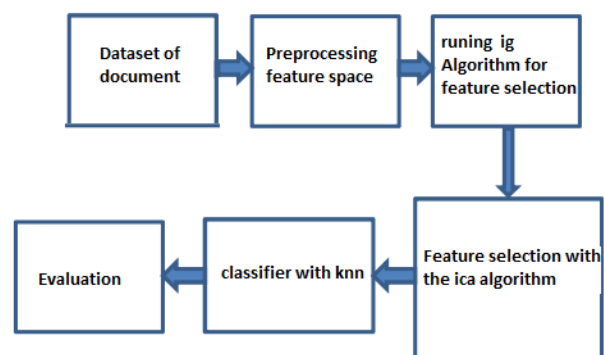 Dataset of
document
Preprocessing
feature space
runing ig
Algorithm for
feature selection
Feature selection with
the ica algorithm
classifier with knn
Evaluation